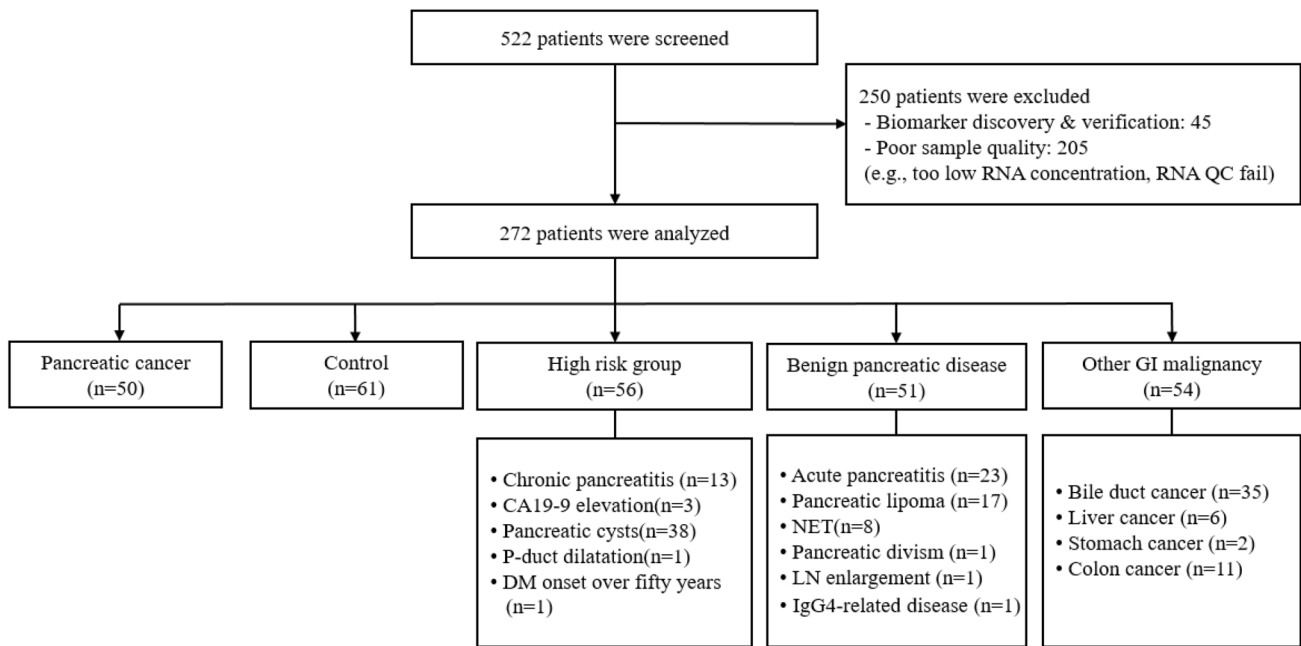 522 patients were screened
250 patients were excluded
- Biomarker discovery & verification: 45
- Poor sample quality: 205
(e.g., too low RNA concentration, RNA QC fail)
272 patients were analyzed
Pancreatic cancer
(n=50)
Control
(n=61)
High risk group
(n=56)
Benign pancreatic disease
(n=51)
Other GI malignancy
(n=54)
• Chronic pancreatitis (n=13)
• CA19-9 elevation(n=3)
• Pancreatic cysts(n=38)
• P-duct dilatation(n=1)
• DM onset over fifty years
(n=1)
• Acute pancreatitis (n=23)
• Pancreatic lipoma (n=17)
• NET(n=8)
• Pancreatic divism (n=1)
• LN enlargement (n=1)
• IgG4-related disease (n=1)
• Bile duct cancer (n=35)
• Liver cancer (n=6)
• Stomach cancer (n=2)
• Colon cancer (n=11)